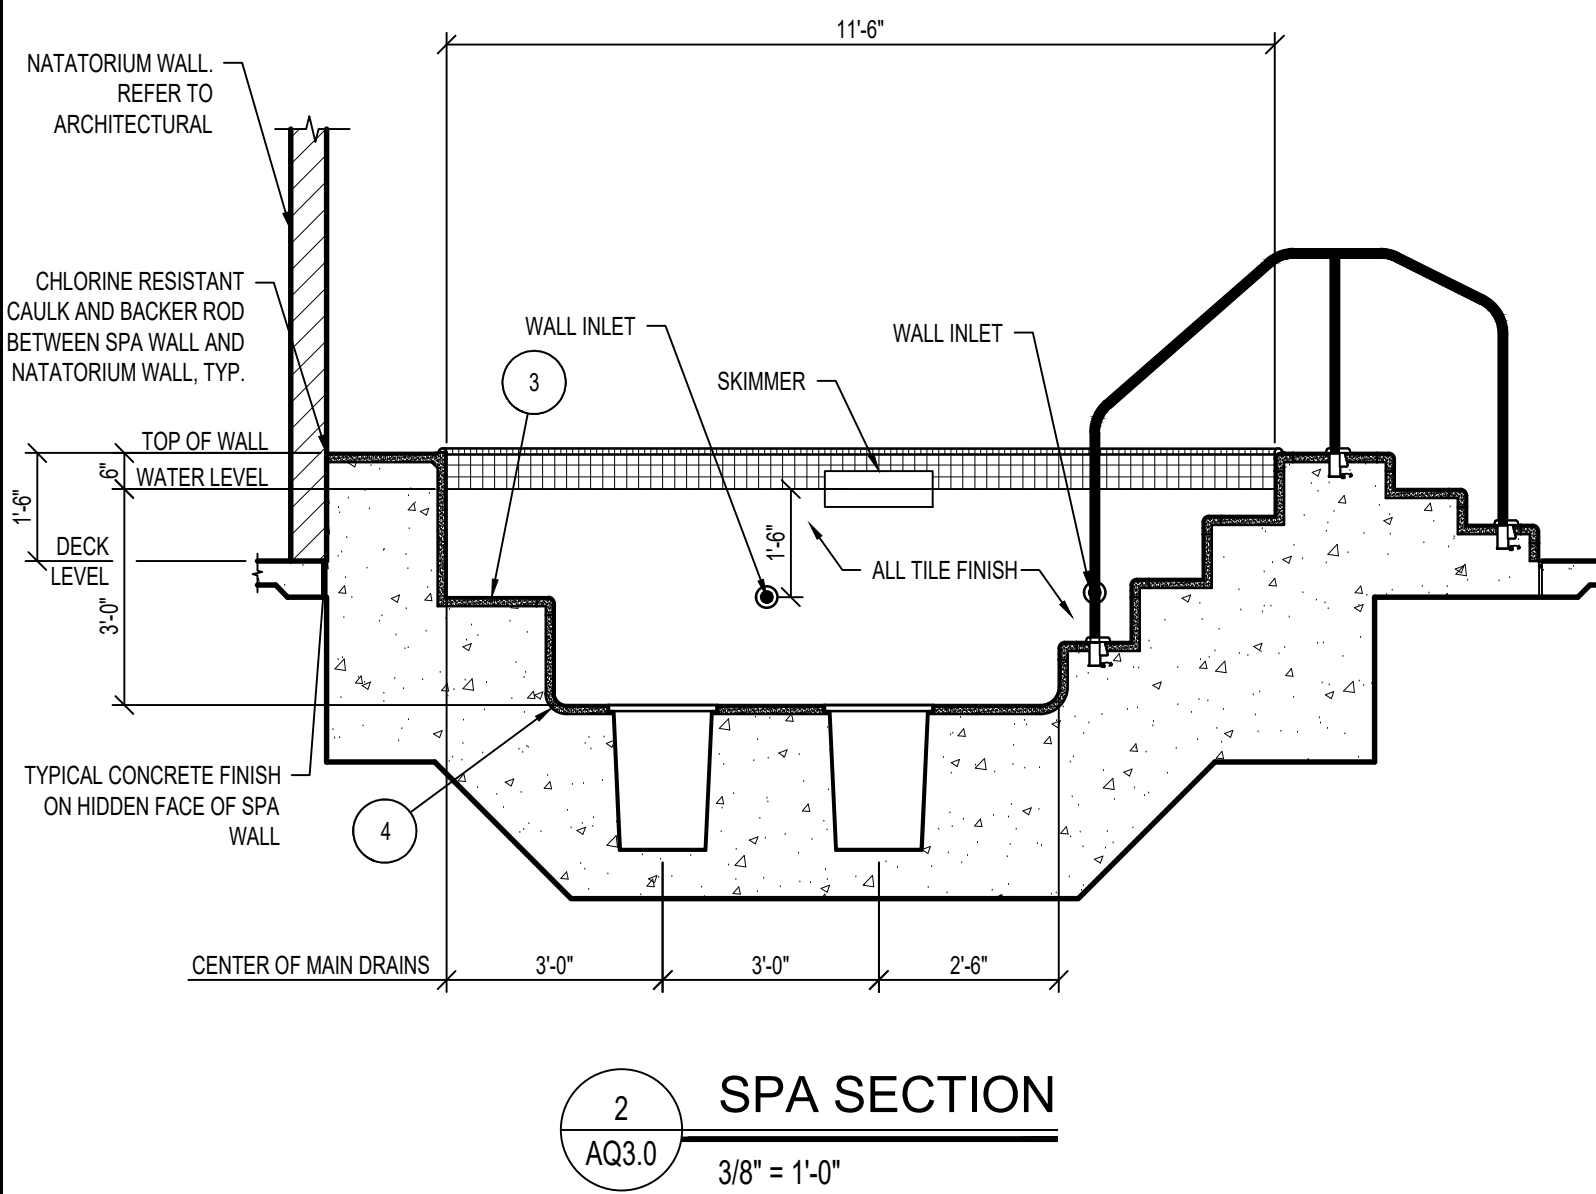 11'-6"
NATATORIUM WALL.
REFER TO
ARCHITECTURAL
CHLORINE RESISTANT
CAULK AND BACKER ROD
BETWEEN SPA WALL AND
NATATORIUM WALL, TYP.
WALL INLET
WALL INLET
3
SKIMMER
TOP OF WALL
6"
WATER LEVEL
1'-6"
1'-6"
DECK
LEVEL
ALL TILE FINISH
3'-0"
TYPICAL CONCRETE FINISH
ON HIDDEN FACE OF SPA
WALL
4
CENTER OF MAIN DRAINS
3'-0"
3'-0"
2'-6"
2
AQ3.0
SPA SECTION
3/8" = 1'-0"